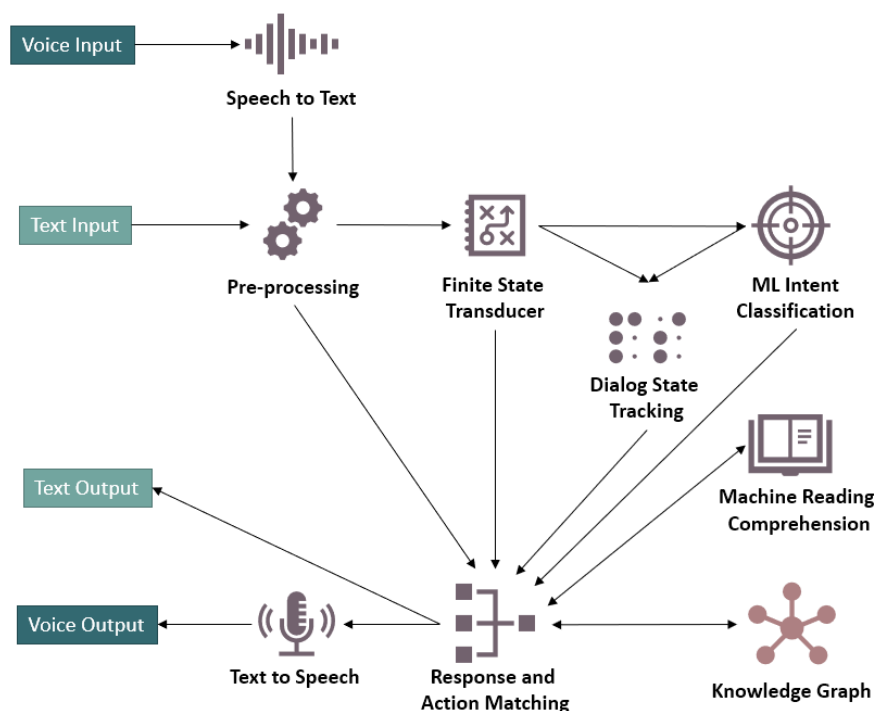 Voice Input
Speech to Text
Text Input
Pre-processing
Finite State
Transducer
ML Intent
Classification
Dialog State
Tracking
Machine Reading
Comprehension
Text Output
Voice Output
Text to Speech
Response and
Action Matching
Knowledge Graph